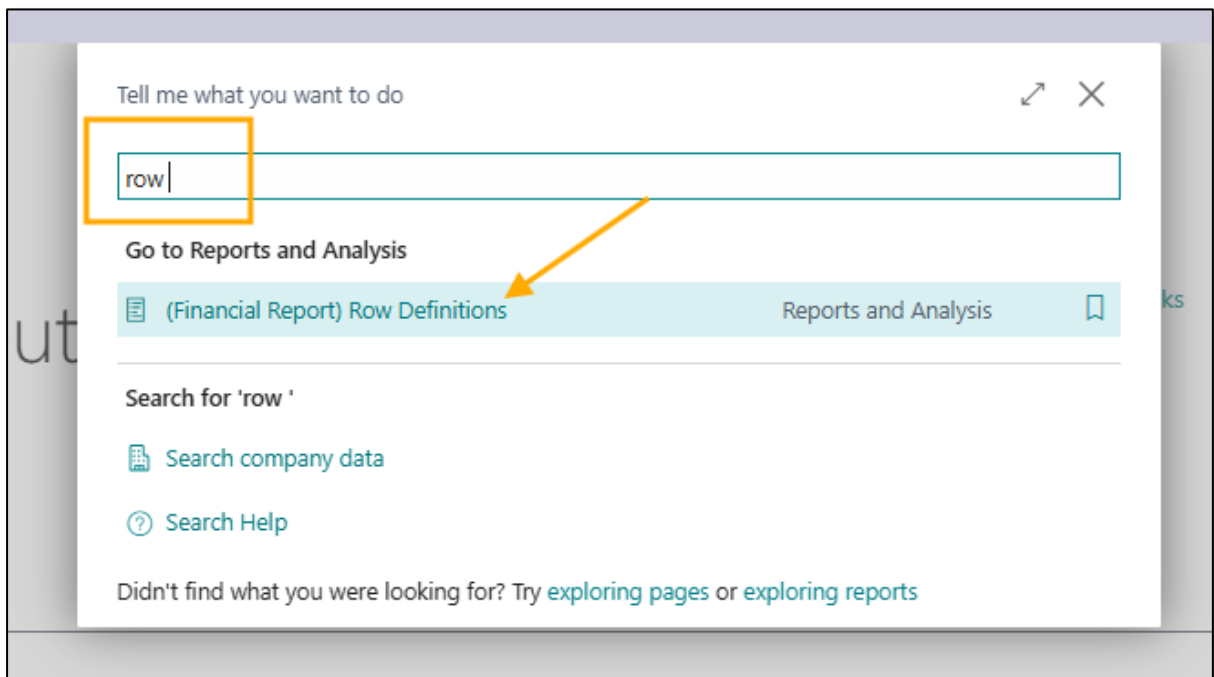 Tell me what you want to do
row
Go to Reports and Analysis
(Financial Report) Row Definitions Reports and Analysis
ks
ut
Search for 'row '
Search company data
Search Help
Didn't find what you were looking for? Try exploring pages or exploring reports